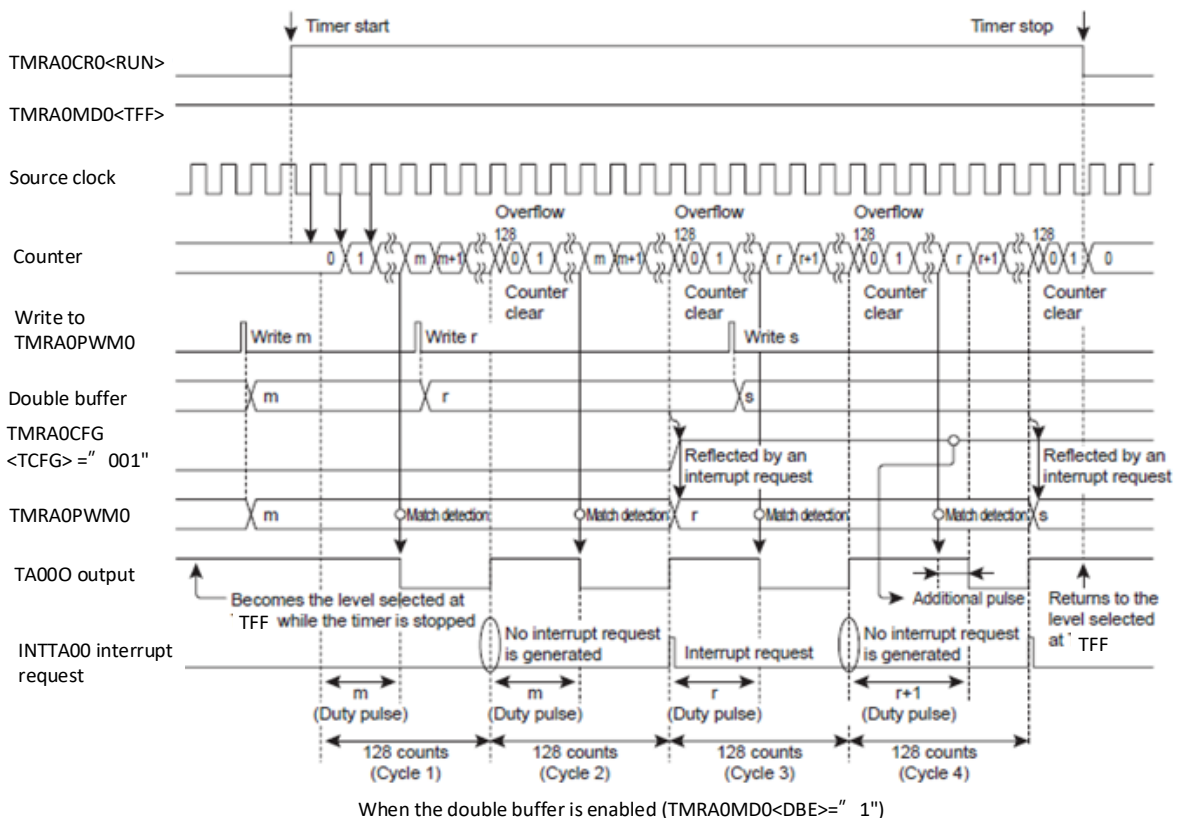 Timer start
Timer stop
TMRA0CR0<RUN>
TMRA0MD0<TFF>
Source clock
Overflow Overflow Overflow
128 128 128 128
Counter
0 1 m m+1 0 1 m m+1 0 1 r r+1 0 1 r r+1 0 1 0
Counter clear
Counter clear
Counter clear
Counter clear
Write to
TMRA0PWM0
Write m
Write r
Write s
Double buffer
m
r
s
TMRA0CFG
<TCFG> =" 001"
Reflected by an
interrupt request
Reflected by an
interrupt request
TMRA0PWM0
m
Match detection
Match detection
r
Match detection
Match detection
s
TA00O output
Becomes the level selected at
' TFF while the timer is stopped
Additional pulse
Returns to the
level selected
at ' TFF
INTTA00 interrupt
request
No interrupt request
is generated
Interrupt request
No interrupt request
is generated
m
(Duty pulse)
m
(Duty pulse)
r
(Duty pulse)
r+1
(Duty pulse)
128 counts
(Cycle 1)
128 counts
(Cycle 2)
128 counts
(Cycle 3)
128 counts
(Cycle 4)
When the double buffer is enabled (TMRA0MD0<DBE>=" 1")